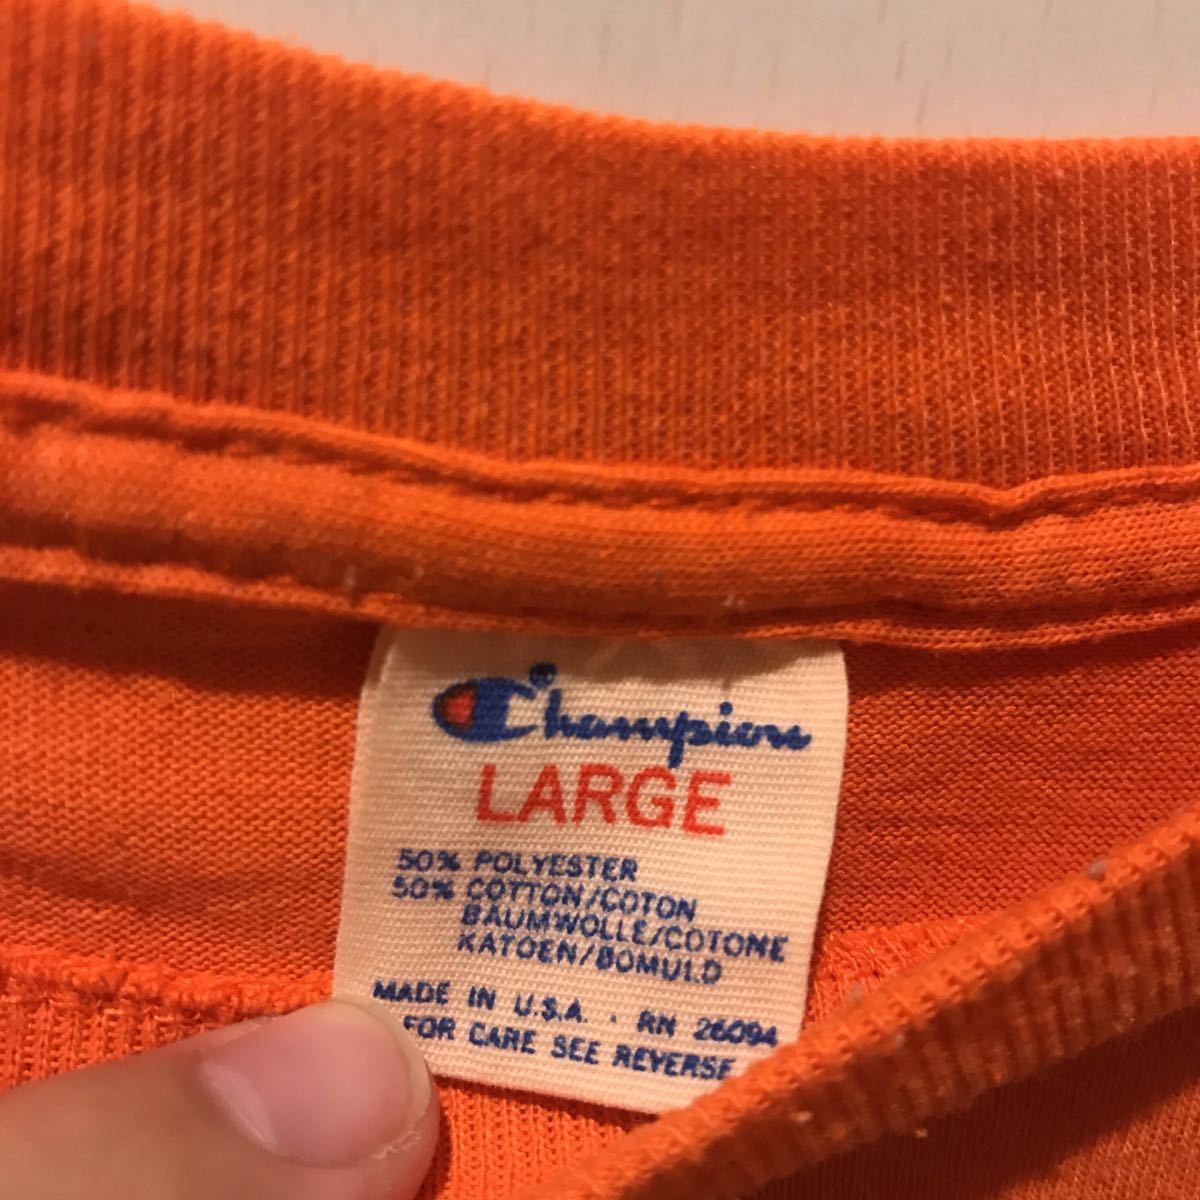 Champion
LARGE
50% POLYESTER
50% COTTON/COTON
BAUMWOLLE/COTONE
KATOEN/BOMULD
MADE IN U.S.A. . RN 26094
FOR CARE SEE REVERSE